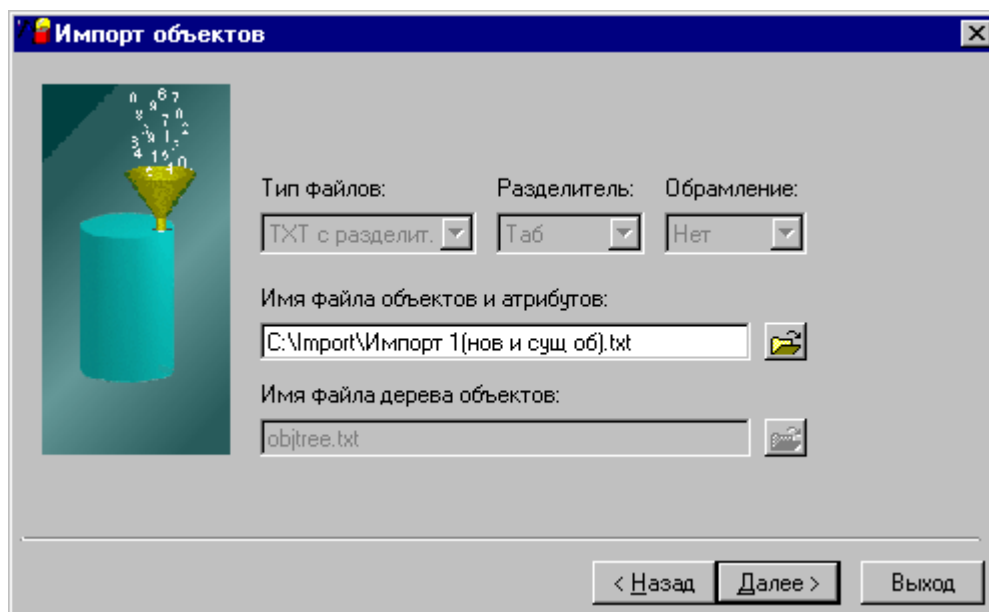 Импорт объектов
Тип файлов: Разделитель: Обрамление:
TXT с разделит. Таб Нет
Имя файла объектов и атрибутов:
C:\Import\Импорт 1(нов и сущ об).txt
Имя файла дерева объектов:
objtree.txt
< Назад Далее > Выход